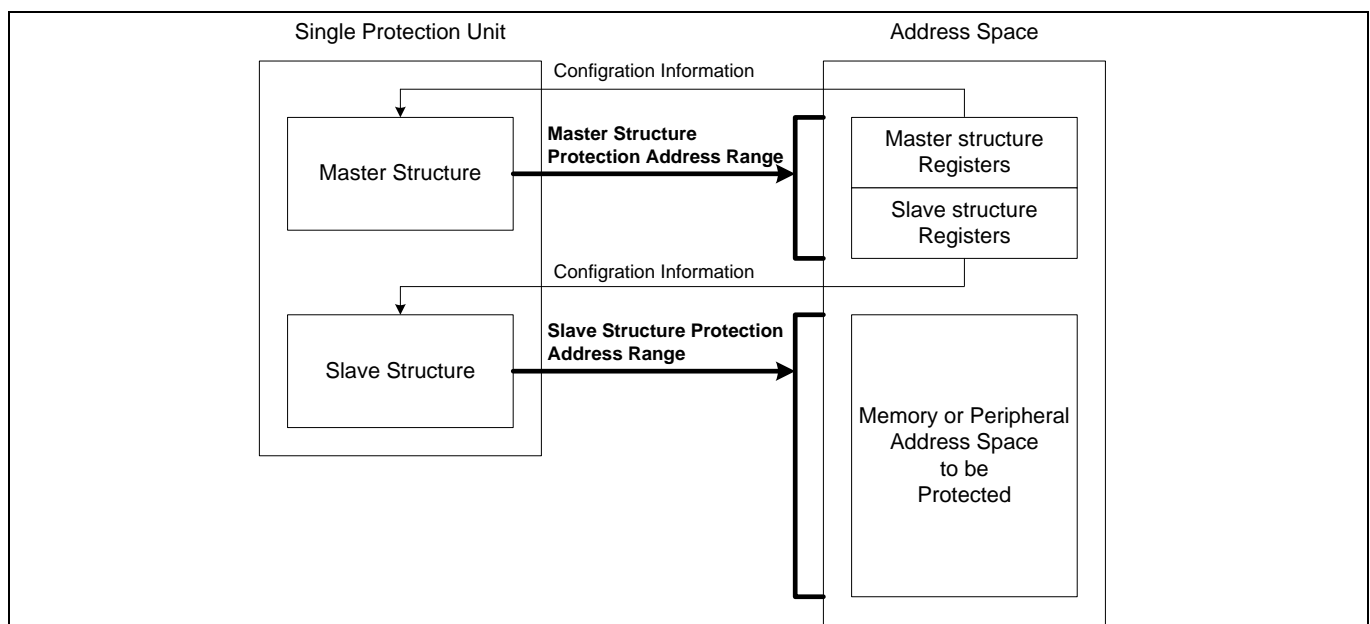 Single Protection Unit
Address Space
Configration Information
Master Structure
Master Structure
Protection Address Range
Master structure
Registers
Slave structure
Registers
Configration Information
Slave Structure
Slave Structure Protection
Address Range
Memory or Peripheral
Address Space
to be
Protected